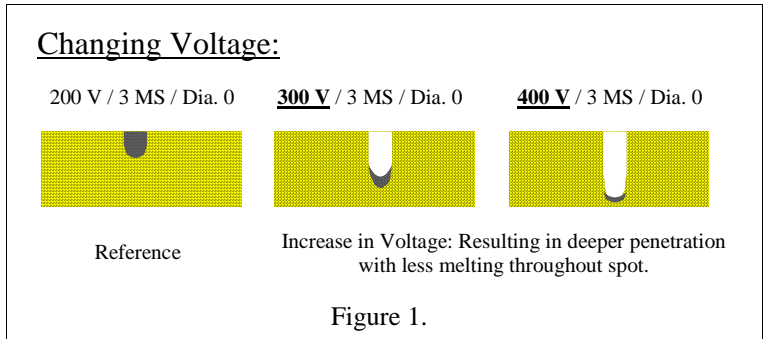 Changing Voltage:
200 V / 3 MS / Dia. 0
300 V / 3 MS / Dia. 0
400 V / 3 MS / Dia. 0
Reference
Increase in Voltage: Resulting in deeper penetration
with less melting throughout spot.
Figure 1.